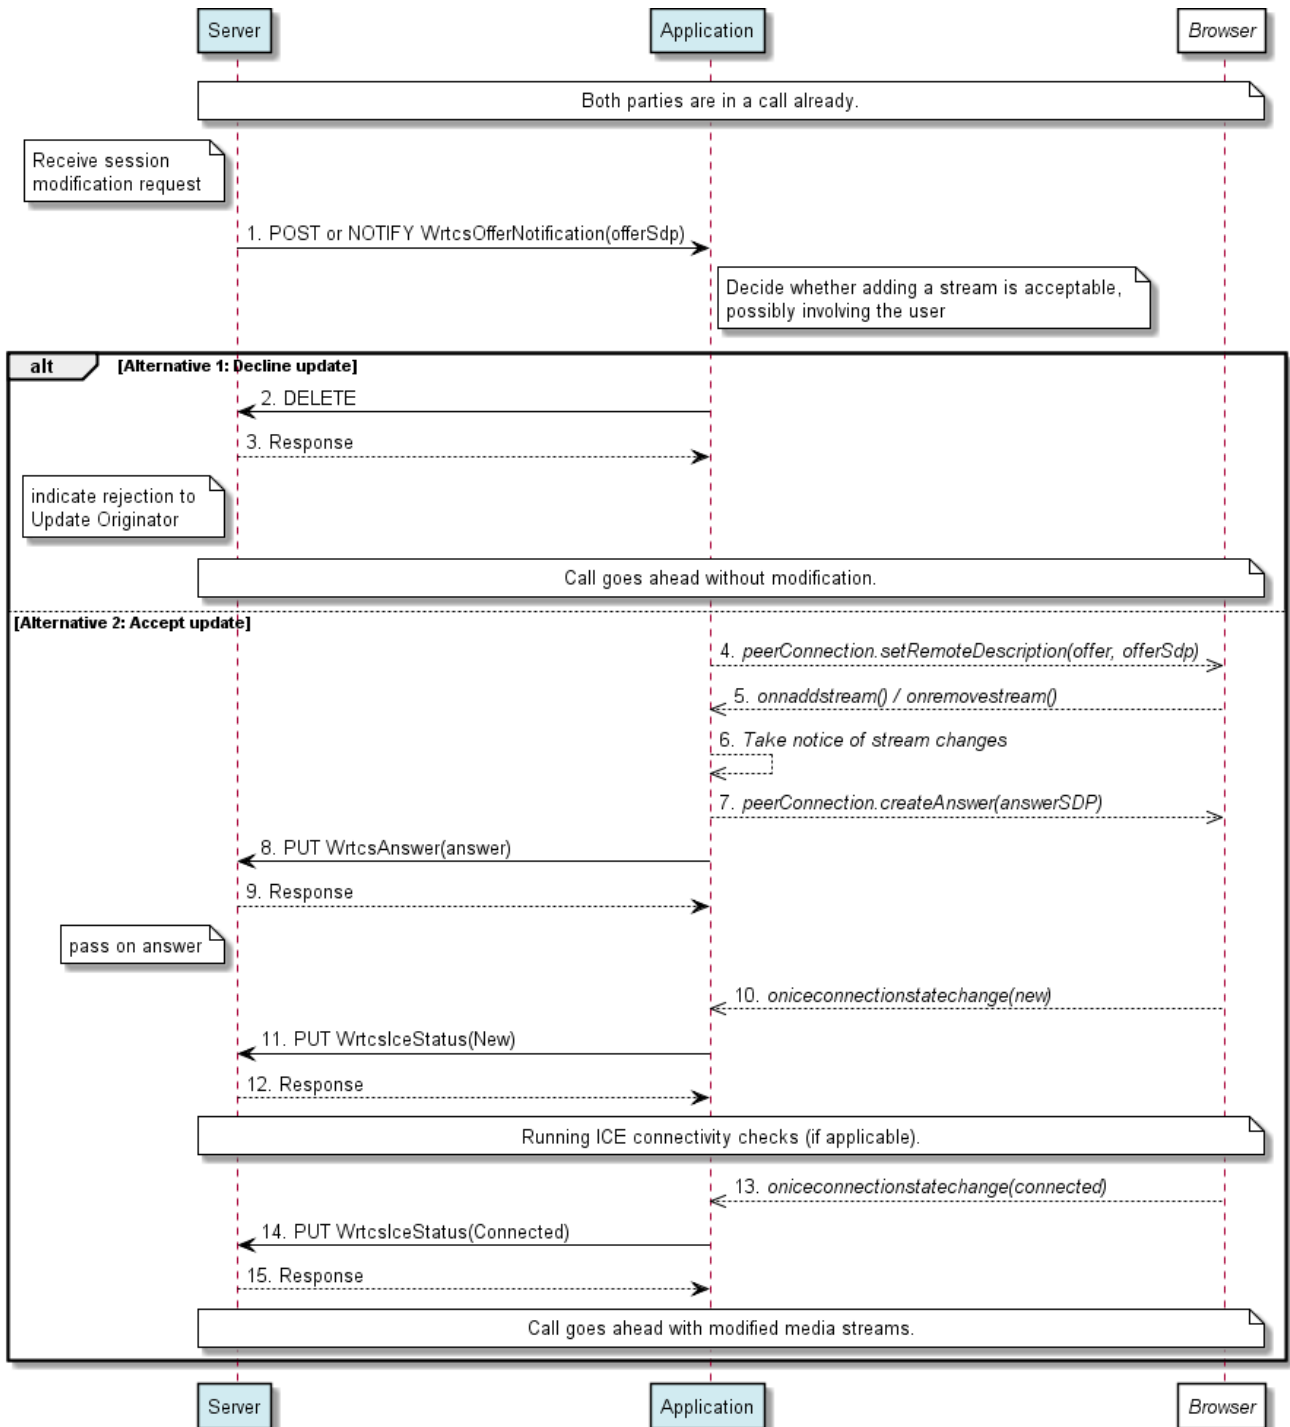 Server
Application
Browser
Both parties are in a call already.
Receive session
modification request
1. POST or NOTIFY WrtcsOfferNotification(offerSdp)
Decide whether adding a stream is acceptable,
possibly involving the user
alt
[Alternative 1: Decline update]
2. DELETE
3. Response
indicate rejection to
Update Originator
Call goes ahead without modification.
[Alternative 2: Accept update]
4. peerConnection.setRemoteDescription(offer, offerSdp)
5. onnaddstream() / onremovestream()
6. Take notice of stream changes
7. peerConnection.createAnswer(answerSDP)
8. PUT WrtcsAnswer(answer)
9. Response
pass on answer
10. oniceconnectionstatechange(new)
11. PUT WrtcsIceStatus(New)
12. Response
Running ICE connectivity checks (if applicable).
13. oniceconnectionstatechange(connected)
14. PUT WrtcsIceStatus(Connected)
15. Response
Call goes ahead with modified media streams.
Server
Application
Browser